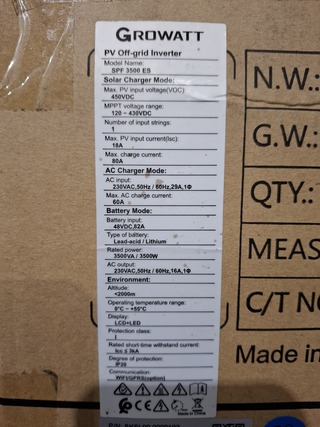 GROWATT
PV Off-grid Inverter
Model Name:
SPF 3500 ES
Solar Charger Mode:
Max. PV input voltage(VOC):
450VDC
MPPT voltage range:
120 ~ 430VDC
Number of input strings:
1
Max. PV input current(Isc):
18A
Max. charge current:
80A
AC Charger Mode:
AC input:
230VAC,50Hz / 60Hz,29A,1Φ
Max. AC charge current:
60A
Battery Mode:
Battery input:
48VDC,82A
Type of battery:
Lead-acid / Lithium
Rated power:
3500VA / 3500W
AC output:
230VAC,50Hz / 60Hz,16A,1Φ
Environment:
Altitude:
<2000m
Operating temperature range:
0°C ~ +55°C
Display:
LCD+LED
Protection class:
I
Rated short-time withstand current:
Icc ≤ 3kA
Degree of protection:
IP20
Communication:
WIFI/GPRS(option)
CE
Made in China
N.W.:
G.W.:
QTY.:
MEAS
C/T NO
Made in